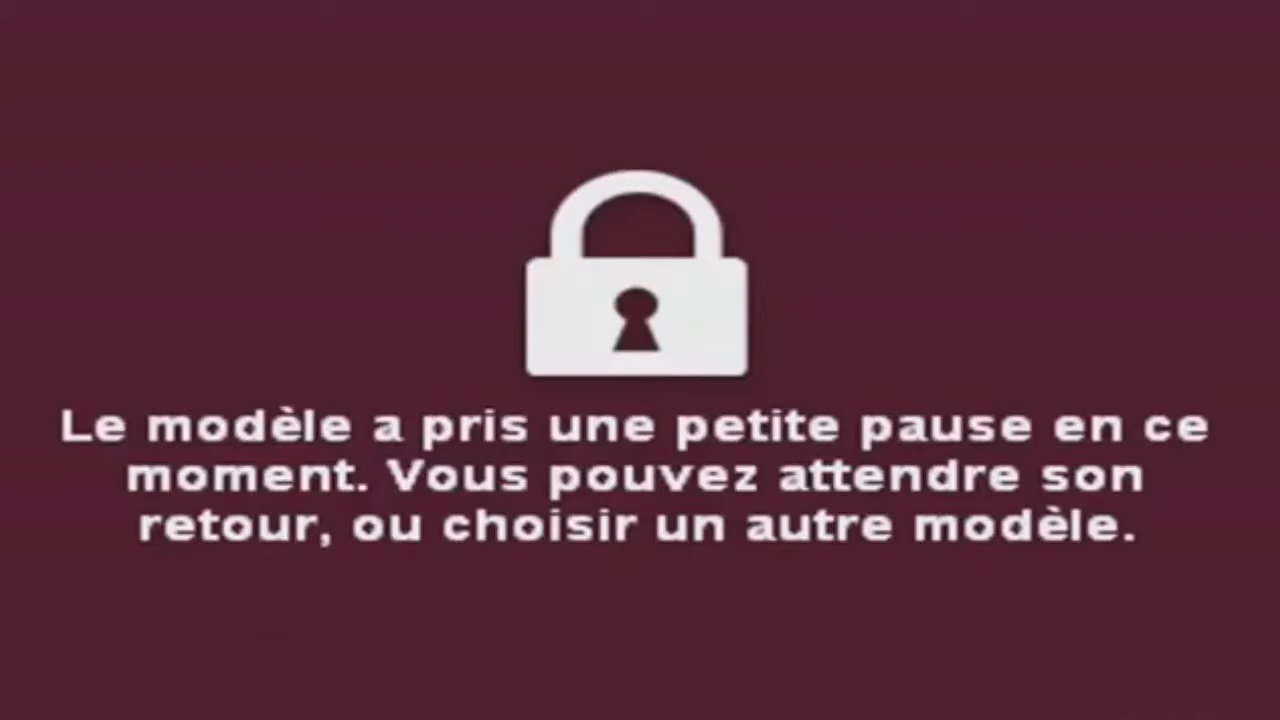 Le modèle a pris une petite pause en ce
moment. Vous pouvez attendre son
retour, ou choisir un autre modèle.